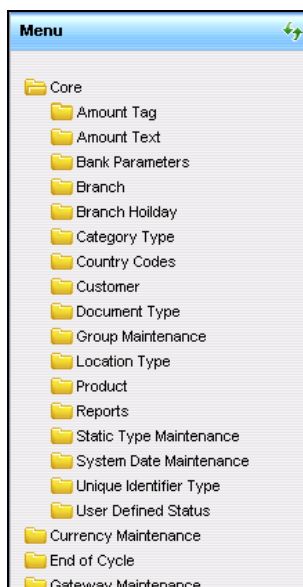 Menu
Core
Amount Tag
Amount Text
Bank Parameters
Branch
Branch Hoilday
Category Type
Country Codes
Customer
Document Type
Group Maintenance
Location Type
Product
Reports
Static Type Maintenance
System Date Maintenance
Unique Identifier Type
User Defined Status
Currency Maintenance
End of Cycle
Gateway Maintenance